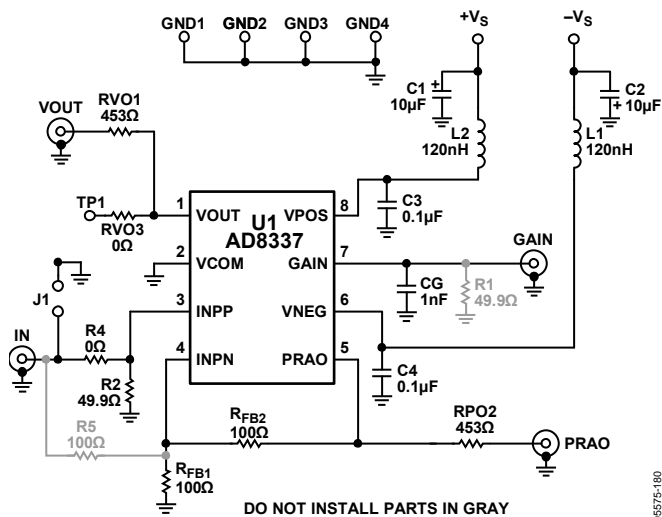 GND1 GND2 GND3 GND4
+VS
–VS
C1
10µF
C2
10µF
L2
120nH
L1
120nH
VOUT
RVO1
453Ω
TP1
RVO3
0Ω
1 VOUT
2 VCOM
3 INPP
4 INPN
U1
AD8337
VPOS 8
GAIN 7
VNEG 6
PRAO 5
C3
0.1µF
GAIN
CG
1nF
R1
49.9Ω
C4
0.1µF
J1
IN
R4
0Ω
R2
49.9Ω
R5
100Ω
RFB2
100Ω
RFB1
100Ω
RPO2
453Ω
PRAO
DO NOT INSTALL PARTS IN GRAY
05575-180